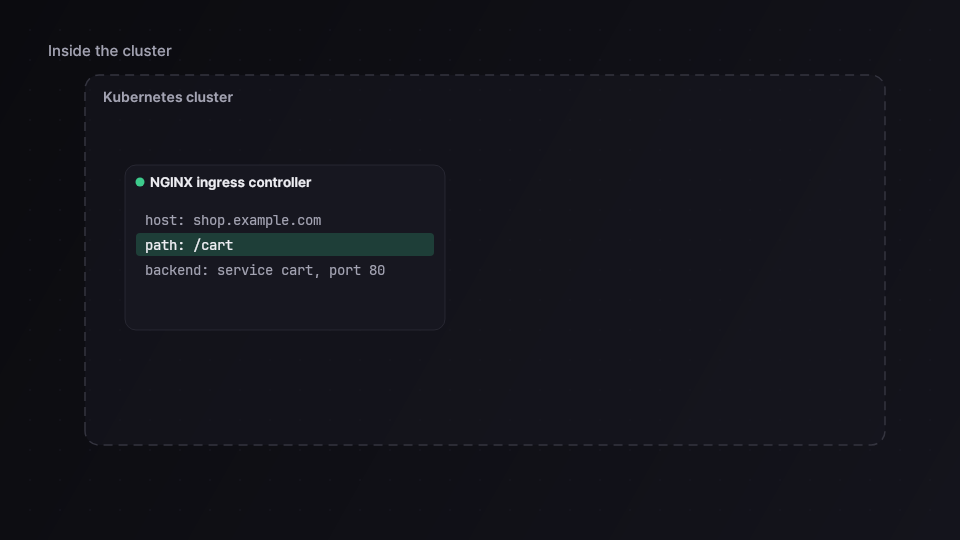 Inside the cluster
Kubernetes cluster
NGINX ingress controller
host: shop.example.com
path: /cart
backend: service cart, port 80